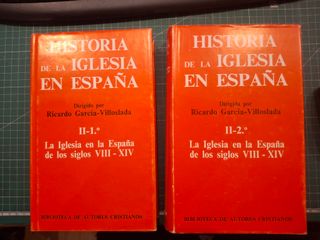 HISTORIA
DE LA IGLESIA
EN ESPAÑA
Dirigida por
Ricardo García-Villoslada
II-1.º
La Iglesia en la España
de los siglos VIII - XIV
BIBLIOTECA DE AUTORES CRISTIANOS
HISTORIA
DE LA IGLESIA
EN ESPAÑA
Dirigida por
Ricardo García-Villoslada
II-2.º
La Iglesia en la España
de los siglos VIII - XIV
BIBLIOTECA DE AUTORES CRISTIANOS